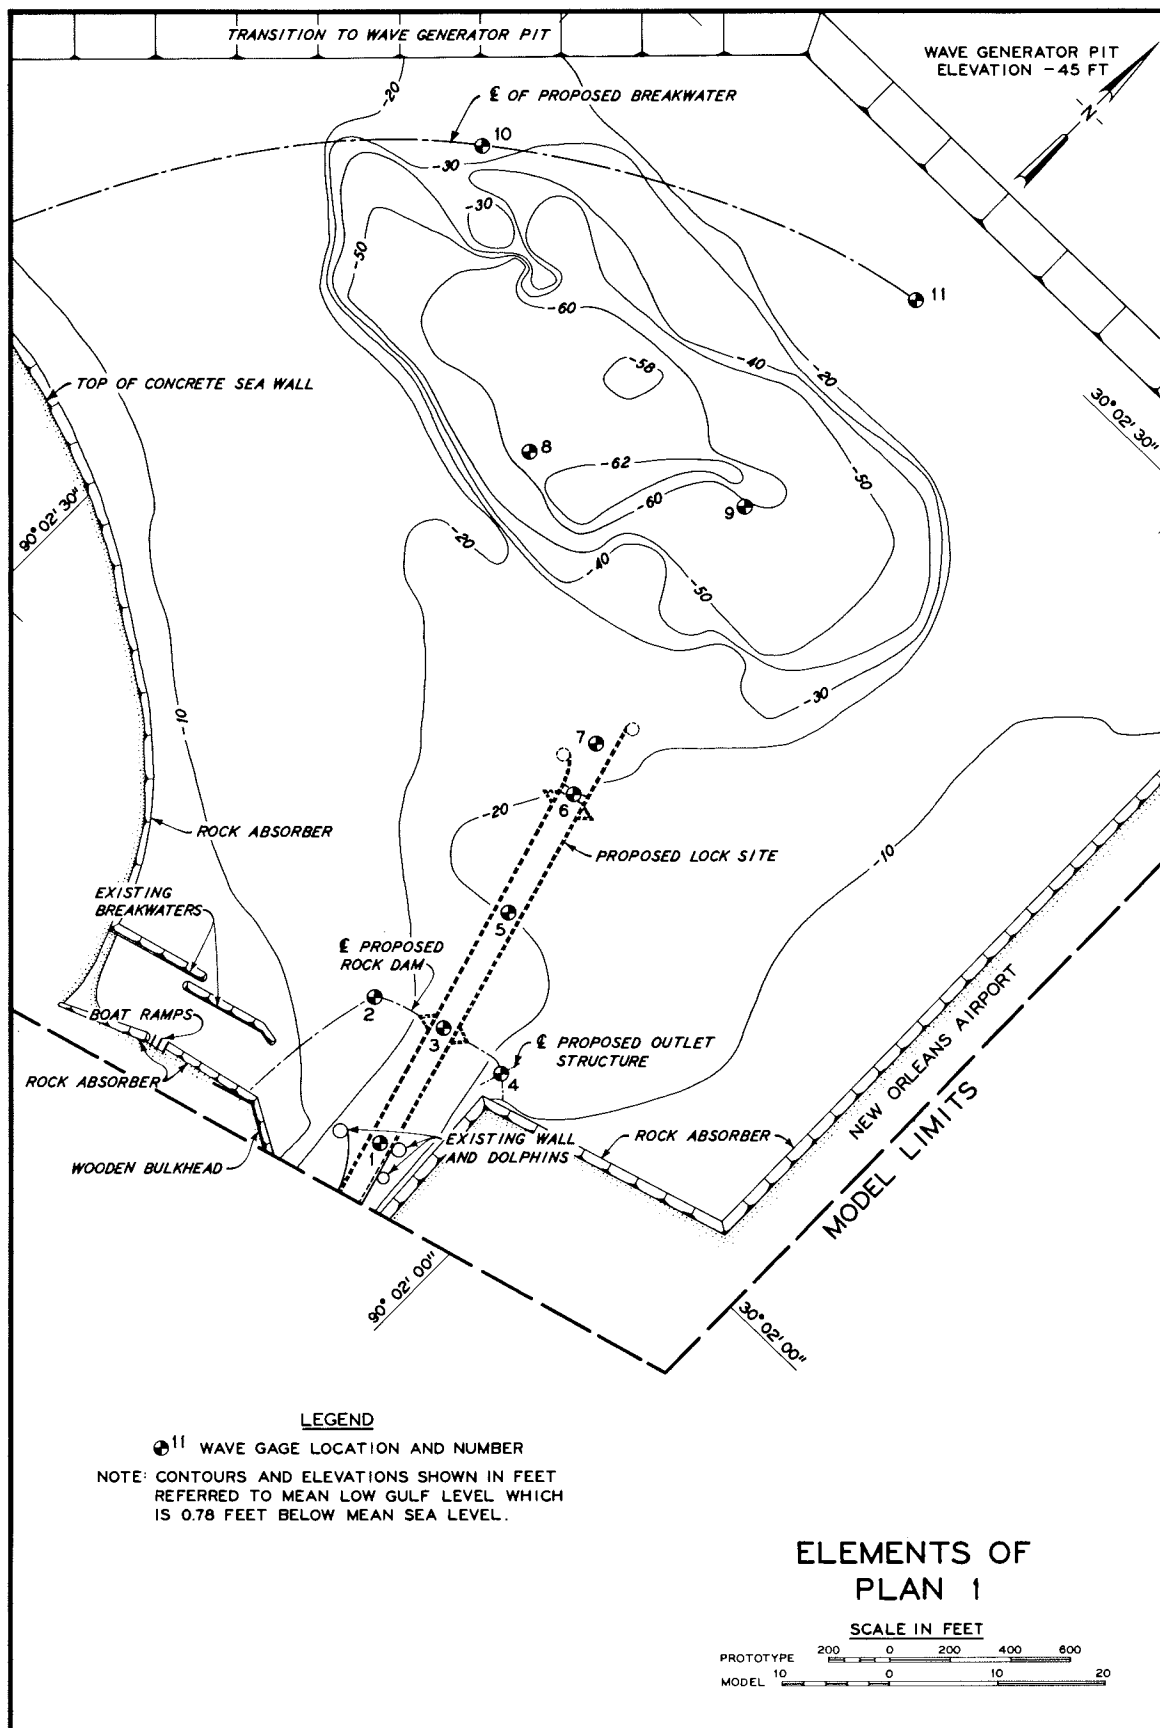 TRANSITION TO WAVE GENERATOR PIT
WAVE GENERATOR PIT
ELEVATION -45 FT
N
-20
℄ OF PROPOSED BREAKWATER
10
-30
-30
-50
-60
11
-58
-40
-20
TOP OF CONCRETE SEA WALL
30° 02' 30"
8
-62
-50
-60
9
90° 02' 30"
-20
-40
-50
-30
-10
7
6
-20
PROPOSED LOCK SITE
-10
ROCK ABSORBER
EXISTING
BREAKWATERS
5
℄ PROPOSED
ROCK DAM
2
3
BOAT RAMPS
℄ PROPOSED OUTLET
STRUCTURE
4
ROCK ABSORBER
NEW ORLEANS AIRPORT
MODEL LIMITS
EXISTING WALL
AND DOLPHINS
ROCK ABSORBER
1
WOODEN BULKHEAD
90° 02' 00"
30° 02' 00"
LEGEND
11 WAVE GAGE LOCATION AND NUMBER
NOTE: CONTOURS AND ELEVATIONS SHOWN IN FEET
REFERRED TO MEAN LOW GULF LEVEL WHICH
IS 0.78 FEET BELOW MEAN SEA LEVEL.
ELEMENTS OF
PLAN 1
SCALE IN FEET
PROTOTYPE 200 0 200 400 600
MODEL 10 0 10 20